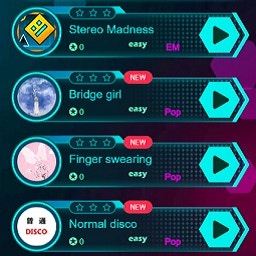 Stereo Madness
0 easy EM
NEW
Bridge girl
0 easy Pop
NEW
Finger swearing
0 easy Pop
NEW
普通
DISCO
Normal disco
0 easy Pop